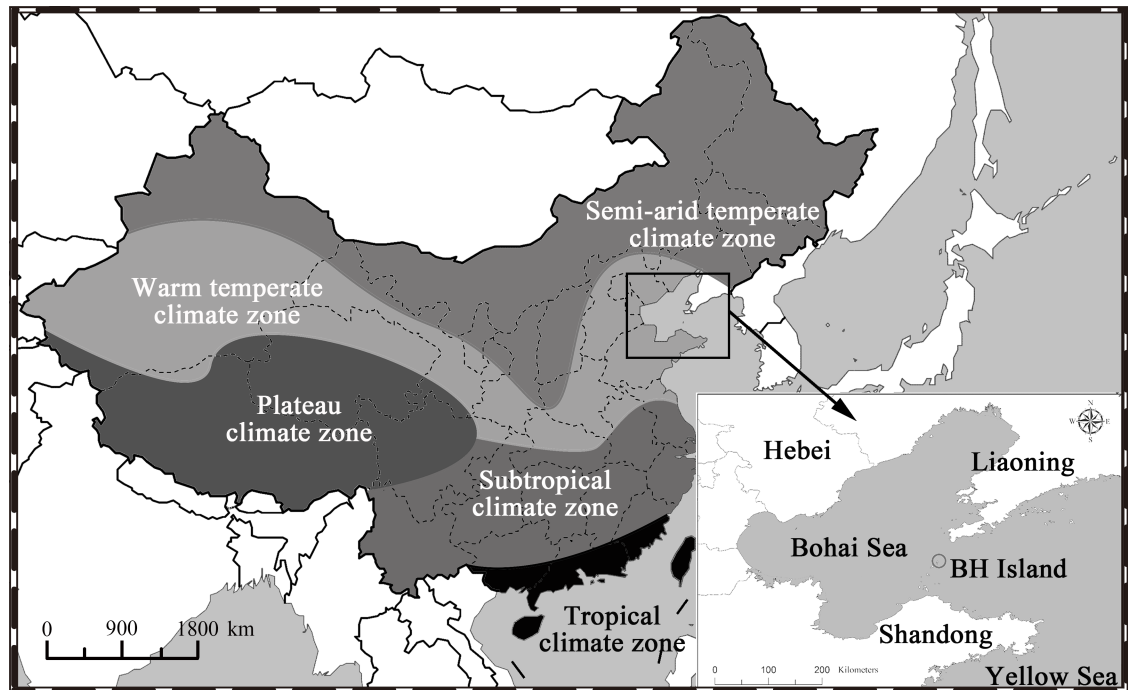 Semi-arid temperate
climate zone
Warm temperate
climate zone
Plateau
climate zone
Subtropical
climate zone
Tropical
climate zone
0 900 1800 km
N
W E
S
Hebei
Liaoning
Bohai Sea
BH Island
Shandong
Yellow Sea
0 100 200 Kilometers